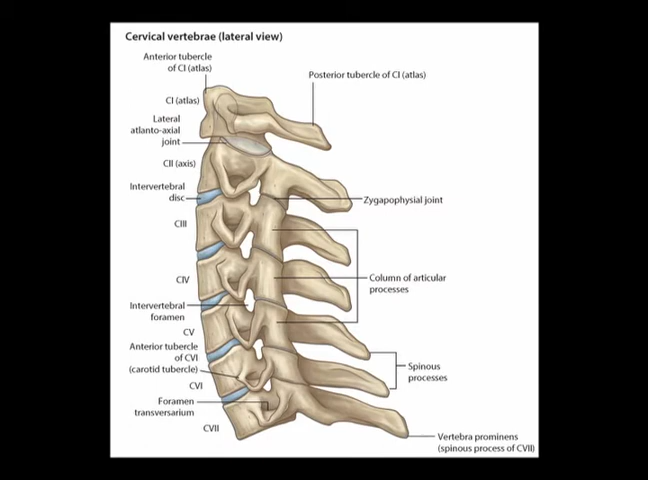 Cervical vertebrae (lateral view)
Anterior tubercle
of CI (atlas)
Posterior tubercle of CI (atlas)
CI (atlas)
Lateral
atlanto-axial
joint
CII (axis)
Intervertebral
disc
Zygapophysial joint
CIII
CIV
Column of articular
processes
Intervertebral
foramen
CV
Anterior tubercle
of CVI
(carotid tubercle)
Spinous
processes
CVI
Foramen
transversarium
CVII
Vertebra prominens
(spinous process of CVII)